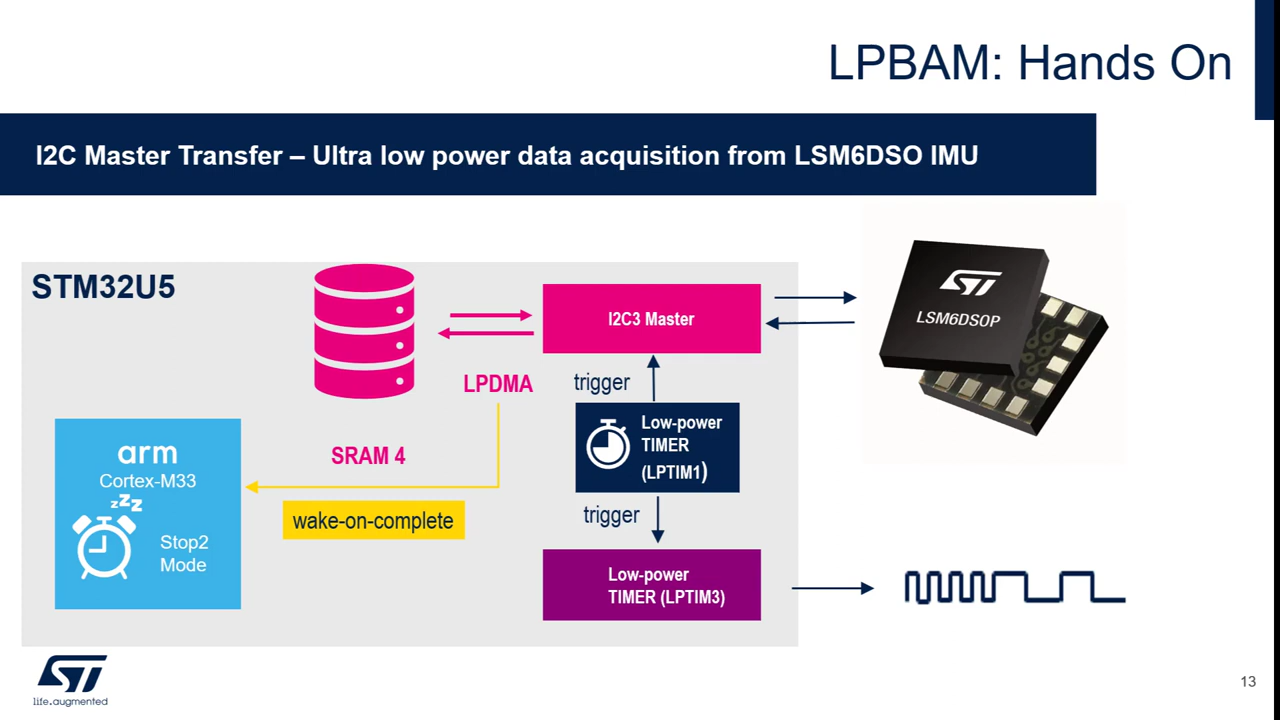 LPBAM: Hands On
I2C Master Transfer – Ultra low power data acquisition from LSM6DSO IMU
STM32U5
I2C3 Master
ST
LSM6DSOP
LPDMA
trigger
Low-power
TIMER
(LPTIM1)
arm
Cortex-M33
zZZ
Stop2
Mode
SRAM 4
wake-on-complete
trigger
Low-power
TIMER (LPTIM3)
ST
life.augmented
13